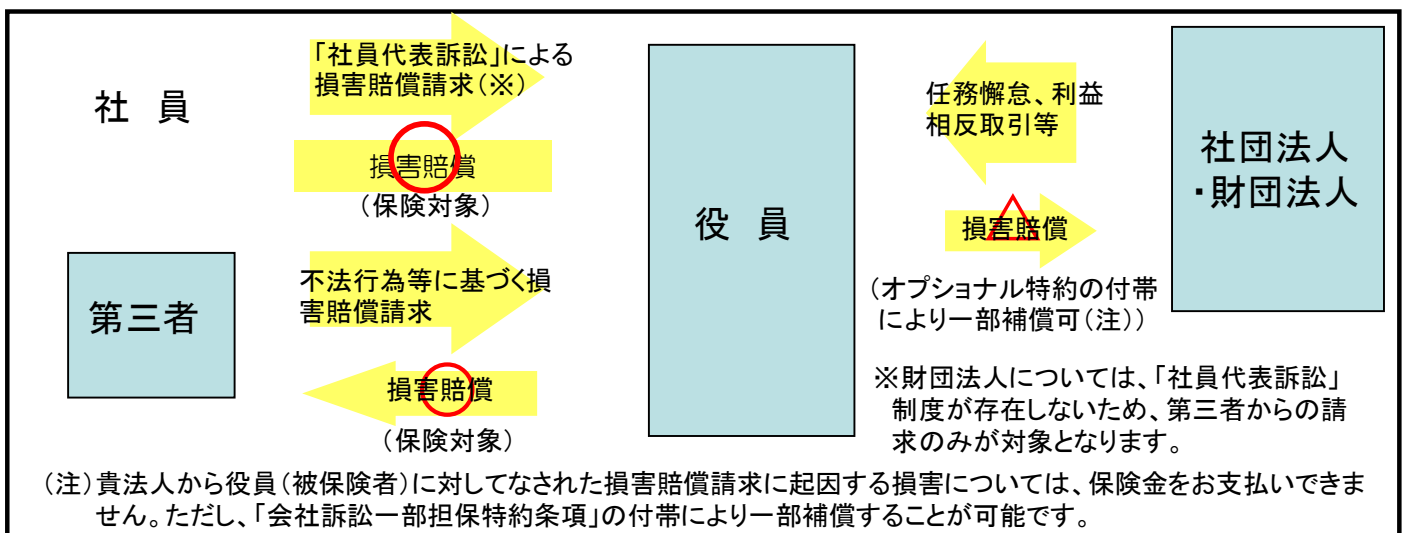 社 員
「社員代表訴訟」による
損害賠償請求（※）
損害賠償
（保険対象）
第三者
不法行為等に基づく損
害賠償請求
損害賠償
（保険対象）
役 員
任務懈怠、利益
相反取引等
損害賠償
（オプショナル特約の付帯
により一部補償可（注））
社団法人
・財団法人
※財団法人については、「社員代表訴訟」
制度が存在しないため、第三者からの請
求のみが対象となります。
（注）貴法人から役員（被保険者）に対してなされた損害賠償請求に起因する損害については、保険金をお支払いできま
せん。ただし、「会社訴訟一部担保特約条項」の付帯により一部補償することが可能です。